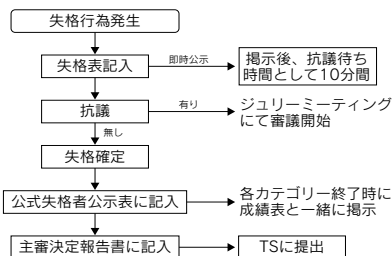 失格行為発生
失格表記入
即時公示
掲示後、抗議待ち
時間として10分間
抗議
有り
ジュリーミーティング
にて審議開始
無し
失格確定
公式失格者公示表に記入
各カテゴリー終了時に
成績表と一緒に掲示
主審決定報告書に記入
TSに提出